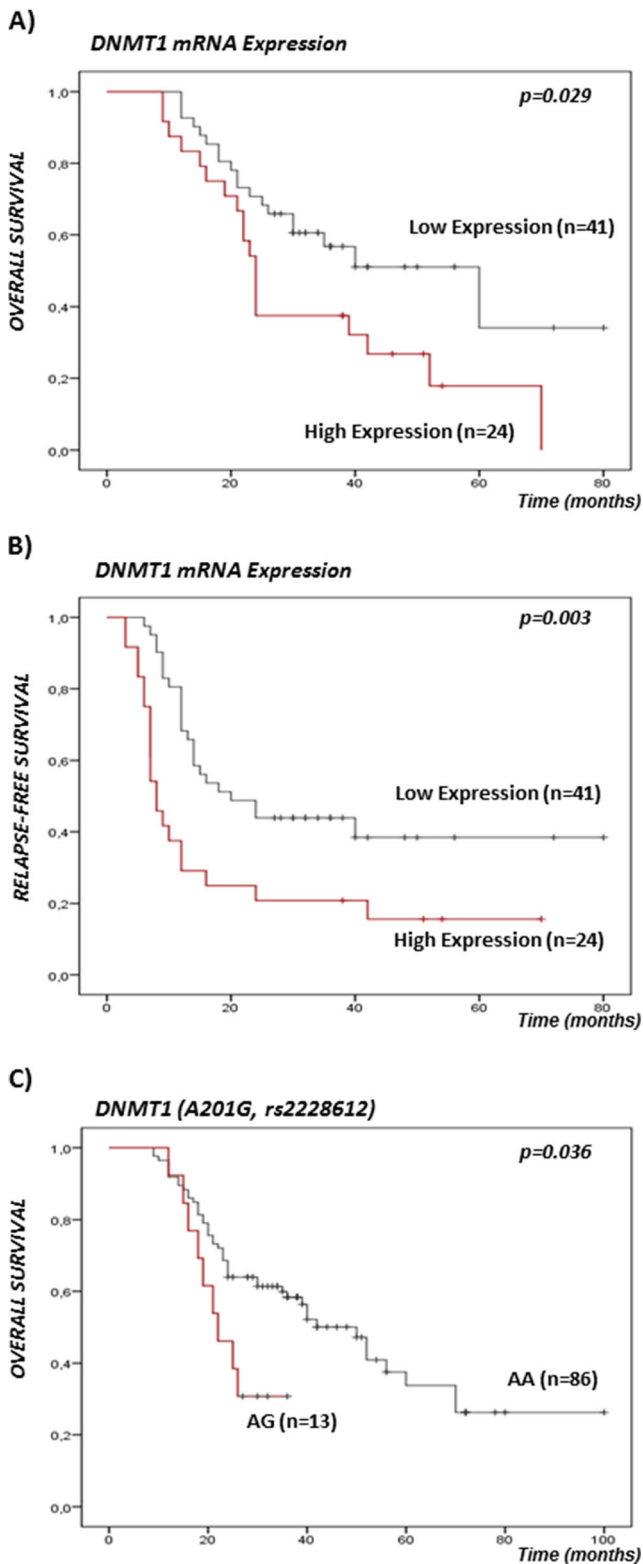 A)
DNMT1 mRNA Expression
p=0.029
OVERALL SURVIVAL
1,0
0,8
0,6
0,4
0,2
0,0
Low Expression (n=41)
High Expression (n=24)
0 20 40 60 80
Time (months)
B)
DNMT1 mRNA Expression
p=0.003
RELAPSE-FREE SURVIVAL
1,0
0,8
0,6
0,4
0,2
0,0
Low Expression (n=41)
High Expression (n=24)
0 20 40 60 80
Time (months)
C)
DNMT1 (A201G, rs2228612)
p=0.036
OVERALL SURVIVAL
1,0
0,8
0,6
0,4
0,2
0,0
AA (n=86)
AG (n=13)
0 20 40 60 80 100
Time (months)